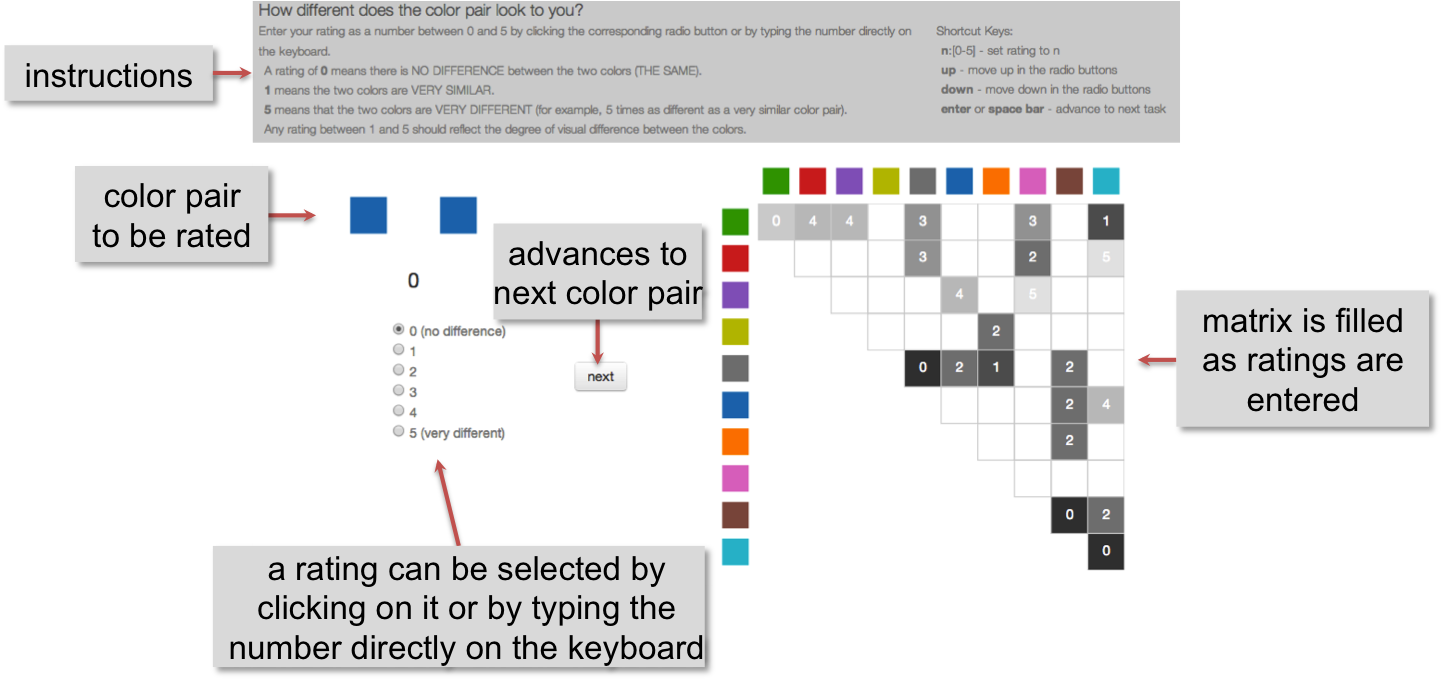 How different does the color pair look to you?
Enter your rating as a number between 0 and 5 by clicking the corresponding radio button or by typing the number directly on
the keyboard.
A rating of 0 means there is NO DIFFERENCE between the two colors (THE SAME).
1 means the two colors are VERY SIMILAR.
5 means that the two colors are VERY DIFFERENT (for example, 5 times as different as a very similar color pair).
Any rating between 1 and 5 should reflect the degree of visual difference between the colors.
Shortcut Keys:
n:[0-5] - set rating to n
up - move up in the radio buttons
down - move down in the radio buttons
enter or space bar - advance to next task
instructions
color pair
to be rated
0
advances to
next color pair
0 (no difference)
1
2
3
4
5 (very different)
next
a rating can be selected by
clicking on it or by typing the
number directly on the keyboard
0 4 4 3 3 1
3 2 5
4 5
2
0 2 1 2
2 4
2
0 2
0
matrix is filled
as ratings are
entered